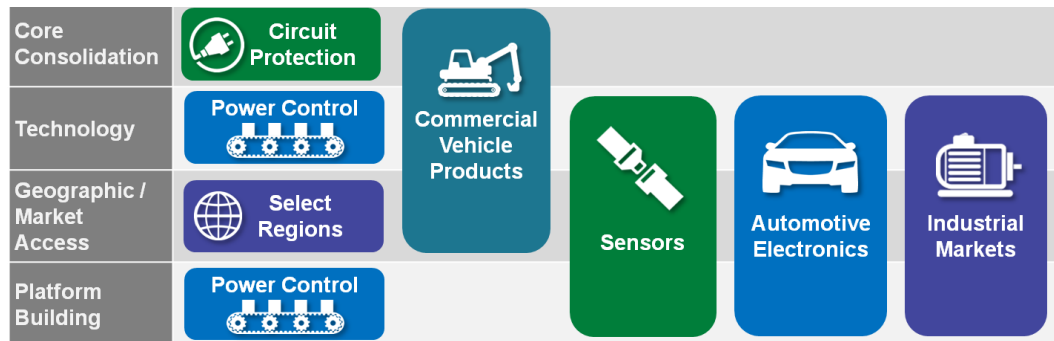 Core
Consolidation
Circuit
Protection
Technology
Power Control
Geographic /
Market
Access
Select
Regions
Platform
Building
Power Control
Commercial
Vehicle
Products
Sensors
Automotive
Electronics
Industrial
Markets